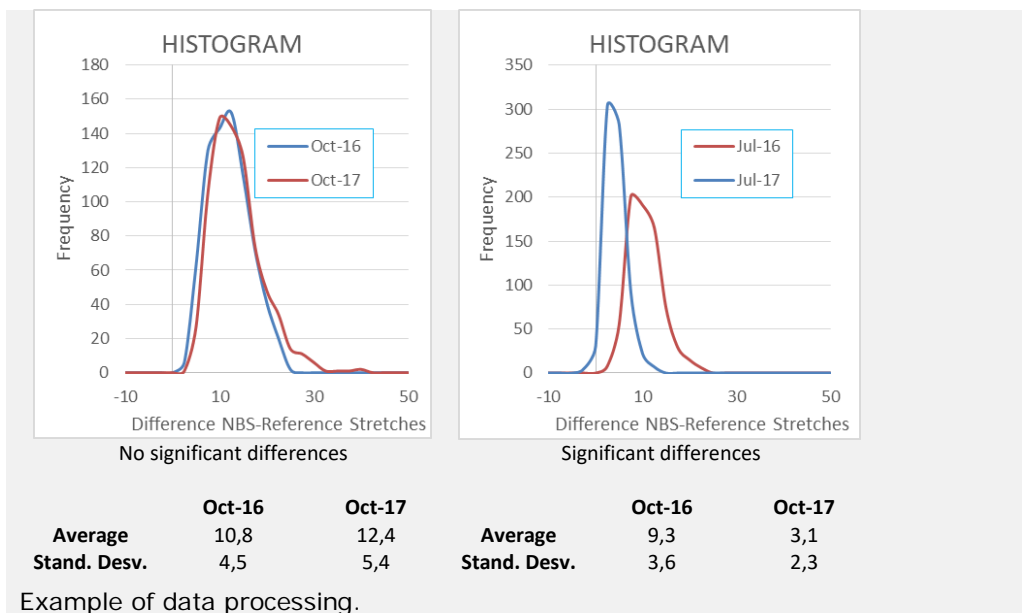 HISTOGRAM
180
160
140
120
100
80
60
40
20
0
Frequency
Oct-16
Oct-17
-10
10
30
50
Difference NBS-Reference Stretches
No significant differences
HISTOGRAM
350
300
250
200
150
100
50
0
Frequency
Jul-16
Jul-17
-10
10
30
50
Difference NBS-Reference Stretches
Significant differences
Oct-16 Oct-17 Oct-16 Oct-17
Average 10,8 12,4 Average 9,3 3,1
Stand. Desv. 4,5 5,4 Stand. Desv. 3,6 2,3
Example of data processing.